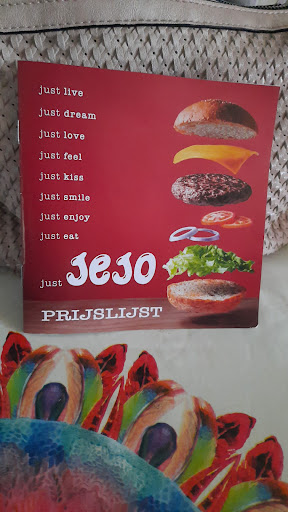 just live
just dream
just love
just feel
just kiss
just smile
just enjoy
just eat
just JEJO
PRIJSLIJST